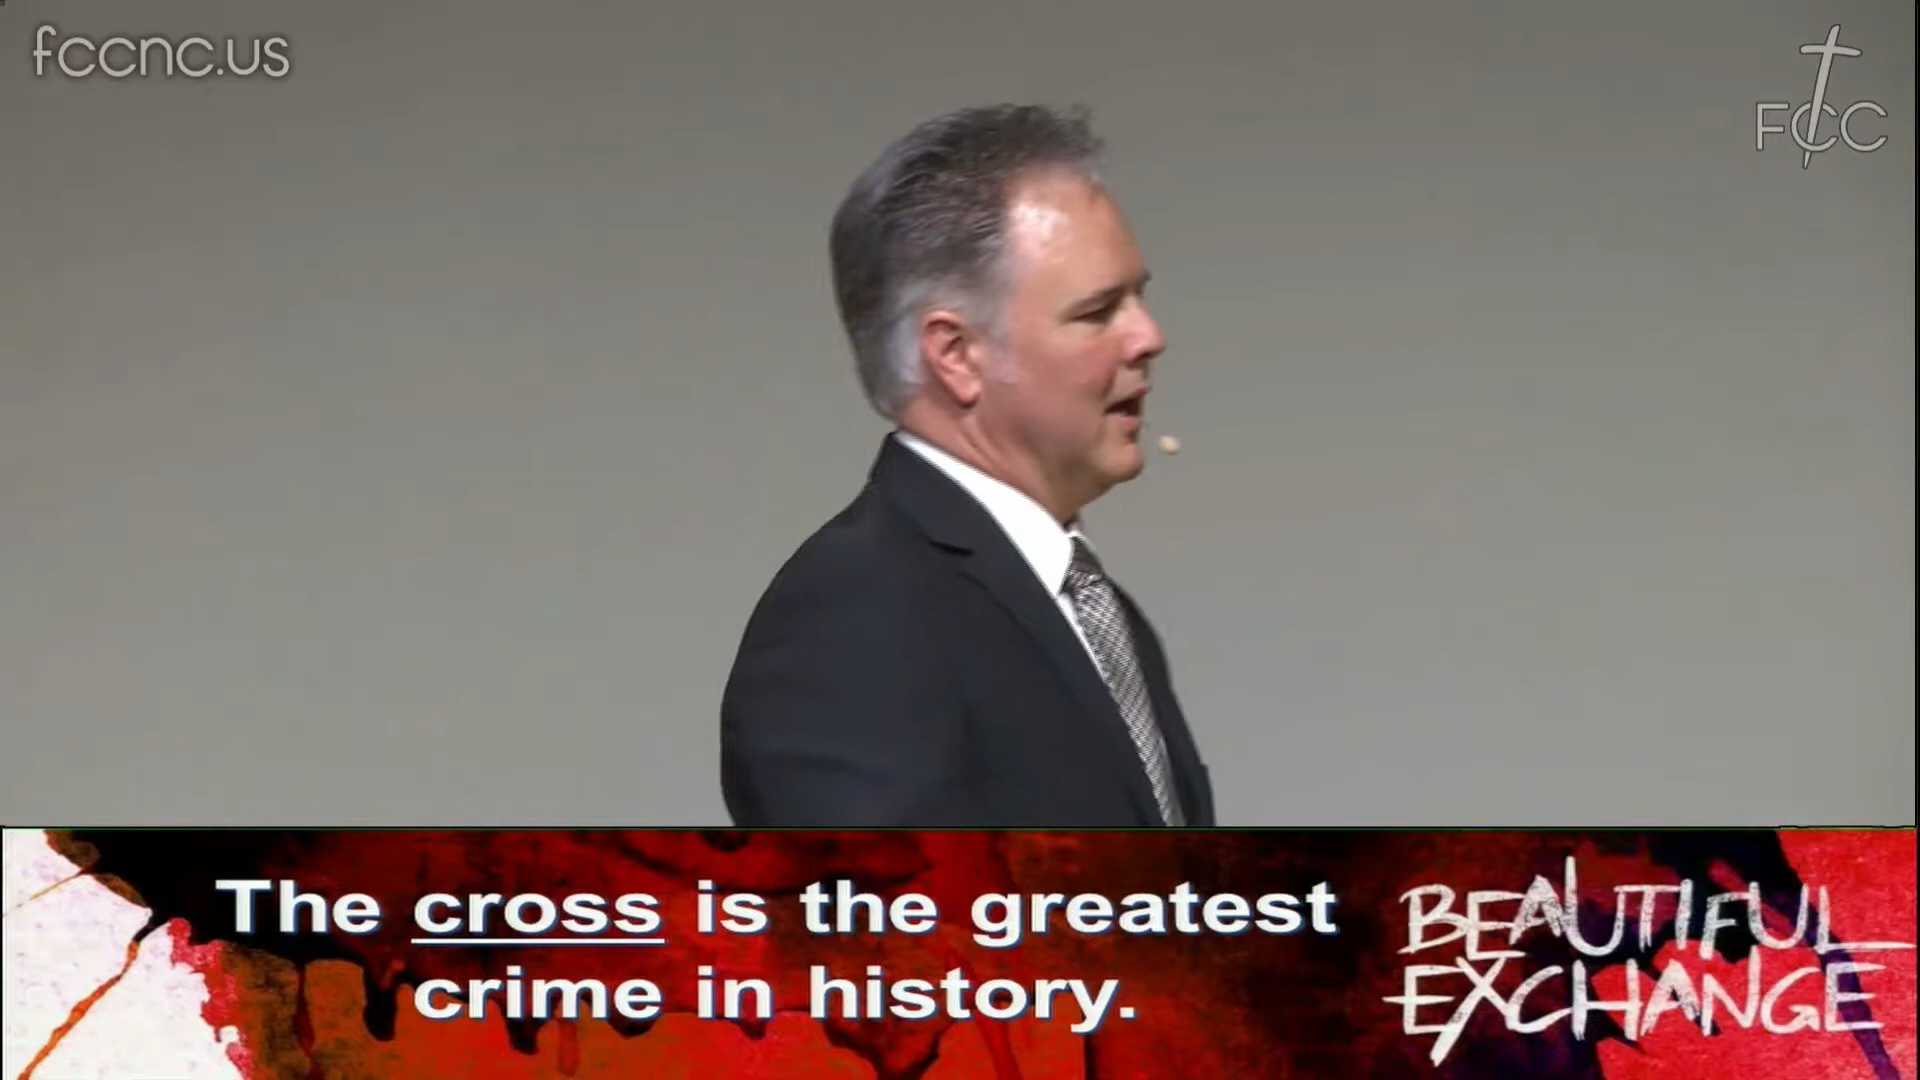 fccnc.us
FCC
The cross is the greatest
crime in history.
BEAUTIFUL
EXCHANGE